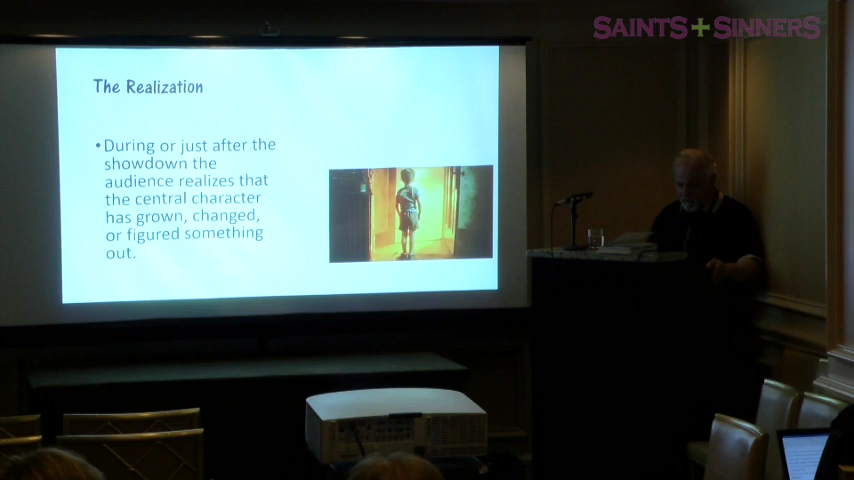 SAINTS+SINNERS
The Realization
•During or just after the
showdown the
audience realizes that
the central character
has grown, changed,
or figured something
out.